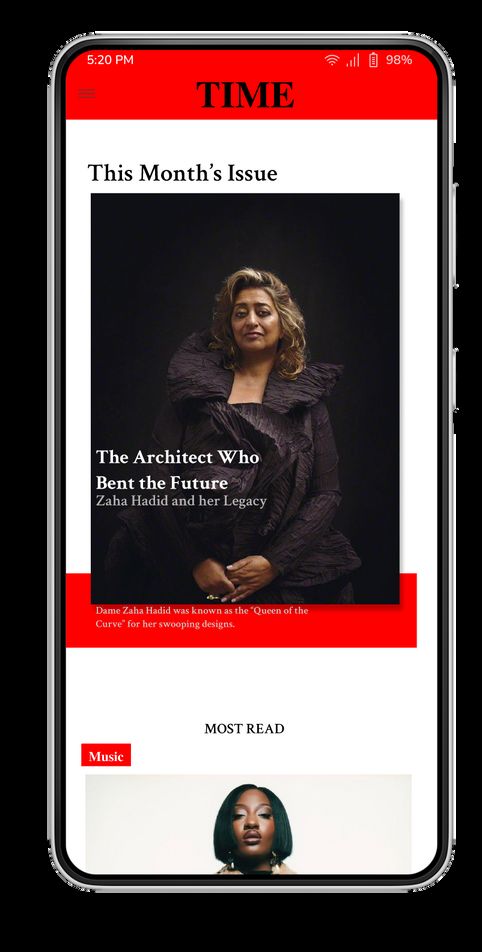 5:20 PM
98%
TIME
This Month’s Issue
The Architect Who
Bent the Future
Zaha Hadid and her Legacy
Dame Zaha Hadid was known as the “Queen of the
Curve” for her swooping designs.
MOST READ
Music